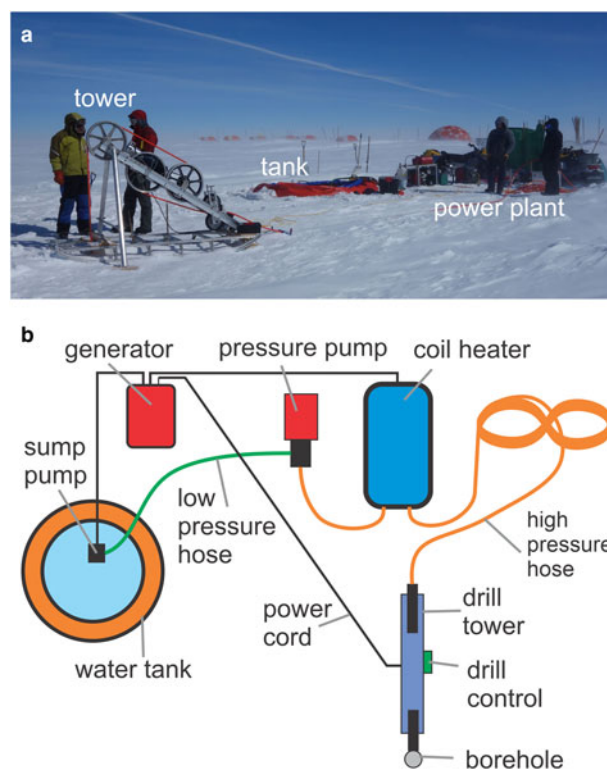 a
tower
tank
power plant
b
generator
pressure pump
coil heater
sump
pump
low
pressure
hose
high
pressure
hose
power
cord
drill
tower
water tank
drill
control
borehole